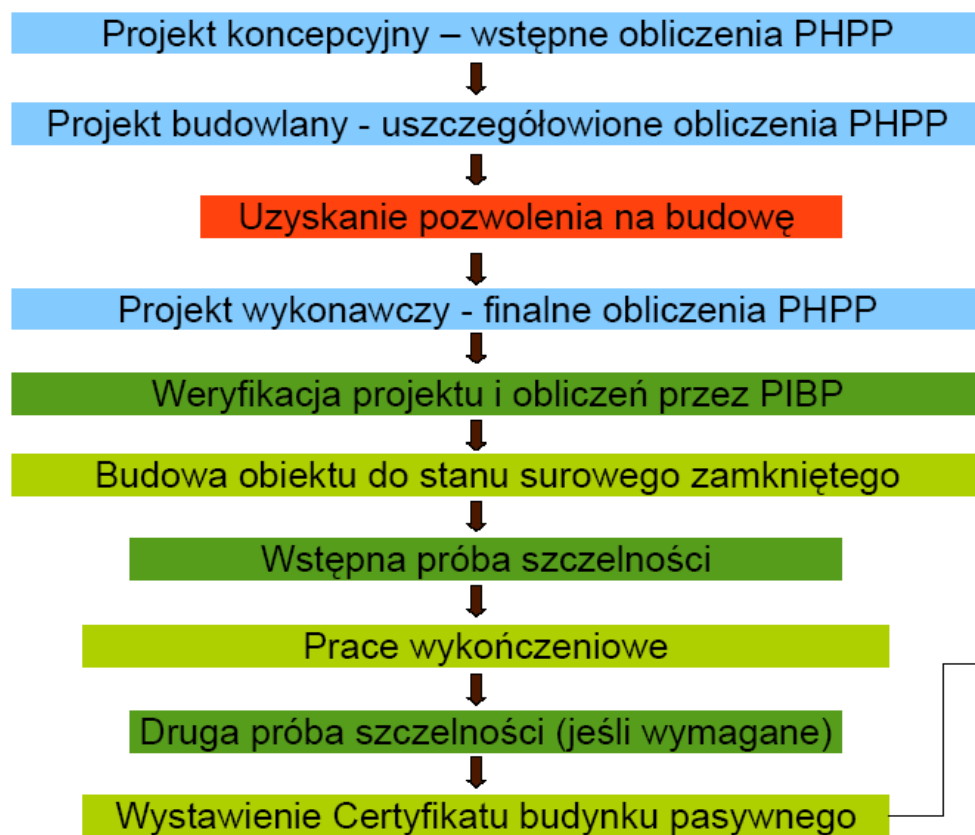 Projekt koncepcyjny – wstępne obliczenia PHPP
Projekt budowlany - uszczegółowione obliczenia PHPP
Uzyskanie pozwolenia na budowę
Projekt wykonawczy - finalne obliczenia PHPP
Weryfikacja projektu i obliczeń przez PIBP
Budowa obiektu do stanu surowego zamkniętego
Wstępna próba szczelności
Prace wykończeniowe
Druga próba szczelności (jeśli wymagane)
Wystawienie Certyfikatu budynku pasywnego